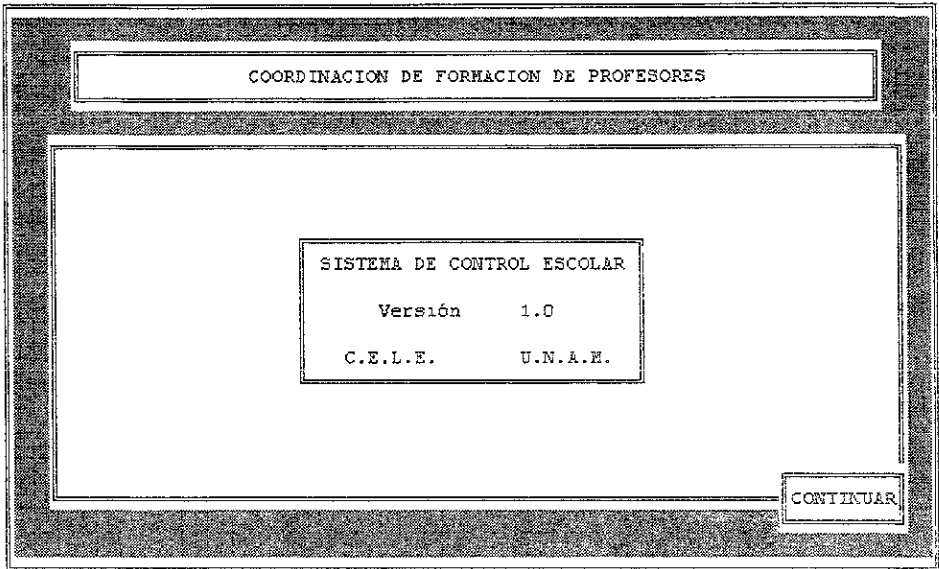 COORDINACION DE FORMACION DE PROFESORES
SISTEMA DE CONTROL ESCOLAR
Versión 1.0
C.E.L.E. U.N.A.M.
CONTINUAR